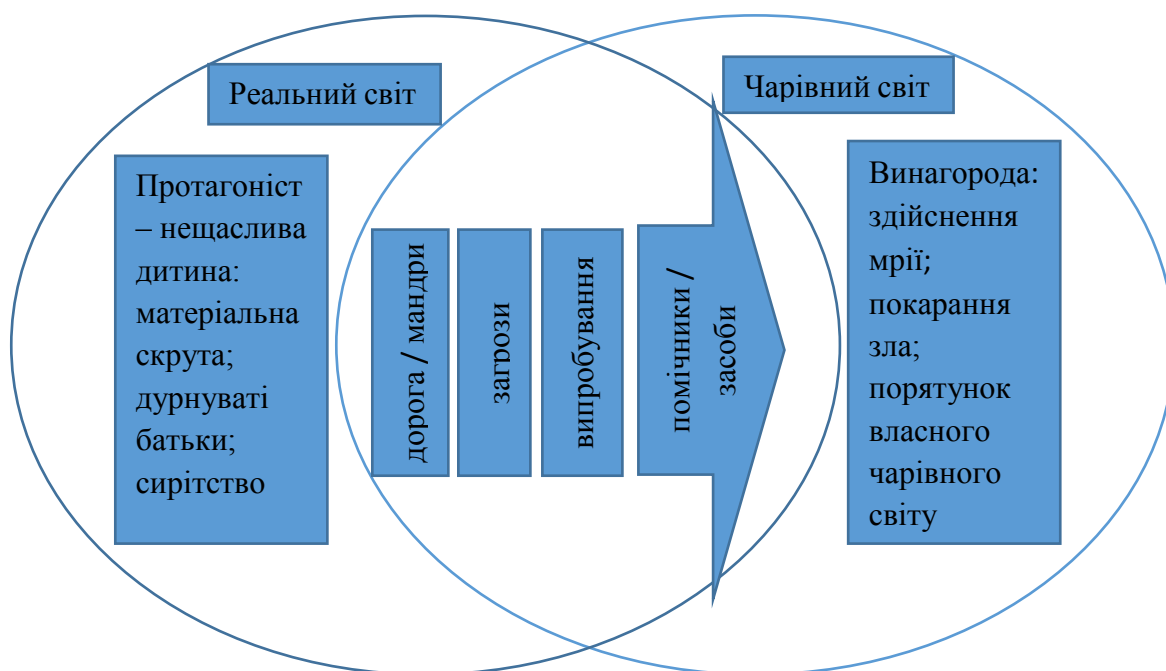 Реальний світ
Чарівний світ
Протагоніст
– нещаслива
дитина:
матеріальна
скрута;
дурнуваті
батьки;
сирітство
дорога / мандри
загрози
випробування
помічники /
засоби
Винагорода:
здійснення
мрії;
покарання
зла;
порятунок
власного
чарівного
світу